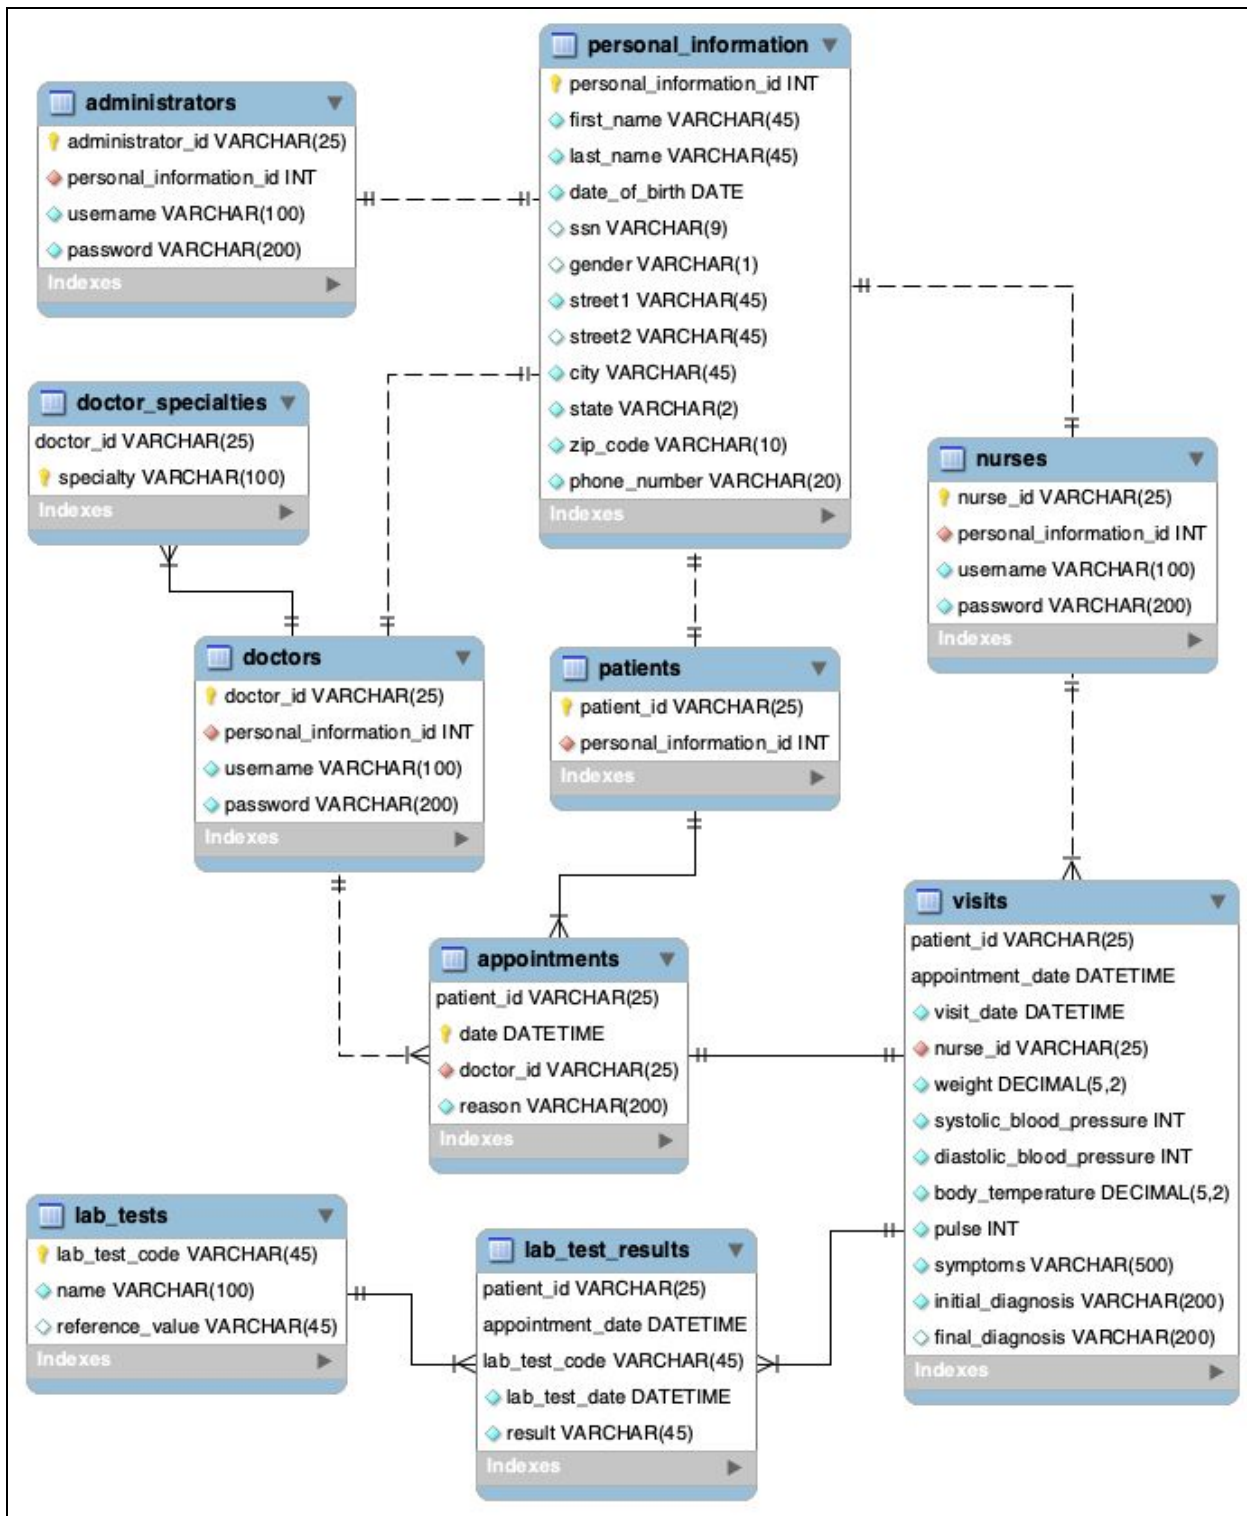 personal_information
personal_information_id INT
first_name VARCHAR(45)
last_name VARCHAR(45)
date_of_birth DATE
ssn VARCHAR(9)
gender VARCHAR(1)
street1 VARCHAR(45)
street2 VARCHAR(45)
city VARCHAR(45)
state VARCHAR(2)
zip_code VARCHAR(10)
phone_number VARCHAR(20)
Indexes
administrators
administrator_id VARCHAR(25)
personal_information_id INT
username VARCHAR(100)
password VARCHAR(200)
Indexes
doctor_specialties
doctor_id VARCHAR(25)
specialty VARCHAR(100)
Indexes
nurses
nurse_id VARCHAR(25)
personal_information_id INT
username VARCHAR(100)
password VARCHAR(200)
Indexes
doctors
doctor_id VARCHAR(25)
personal_information_id INT
username VARCHAR(100)
password VARCHAR(200)
Indexes
patients
patient_id VARCHAR(25)
personal_information_id INT
Indexes
appointments
patient_id VARCHAR(25)
date DATETIME
doctor_id VARCHAR(25)
reason VARCHAR(200)
Indexes
visits
patient_id VARCHAR(25)
appointment_date DATETIME
visit_date DATETIME
nurse_id VARCHAR(25)
weight DECIMAL(5,2)
systolic_blood_pressure INT
diastolic_blood_pressure INT
body_temperature DECIMAL(5,2)
pulse INT
symptoms VARCHAR(500)
initial_diagnosis VARCHAR(200)
final_diagnosis VARCHAR(200)
Indexes
lab_tests
lab_test_code VARCHAR(45)
name VARCHAR(100)
reference_value VARCHAR(45)
Indexes
lab_test_results
patient_id VARCHAR(25)
appointment_date DATETIME
lab_test_code VARCHAR(45)
lab_test_date DATETIME
result VARCHAR(45)
Indexes